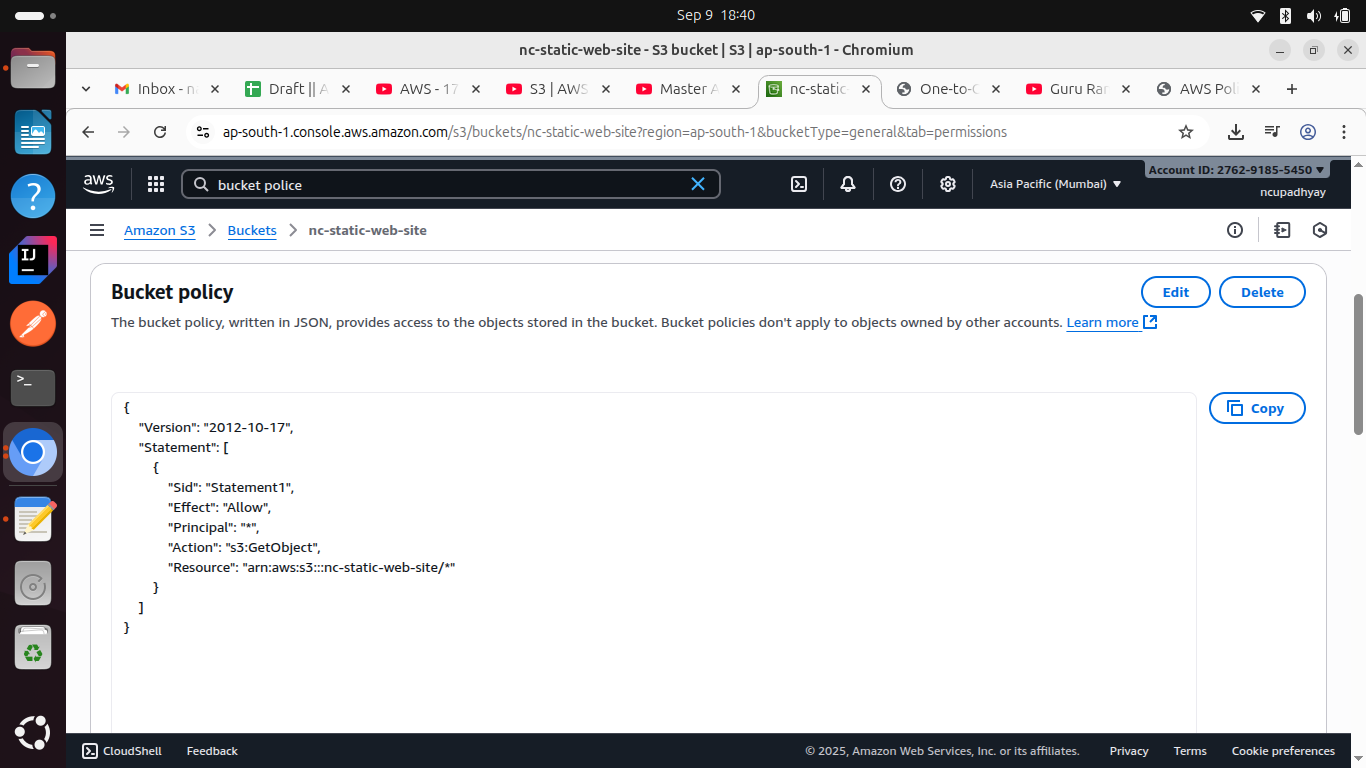 Sep 9 18:40
nc-static-web-site - S3 bucket | S3 | ap-south-1 - Chromium
Inbox - n
Draft || A
AWS - 17
S3 | AWS
Master A
nc-static
One-to-
Guru Ran
AWS Poli
ap-south-1.console.aws.amazon.com/s3/buckets/nc-static-web-site?region=ap-south-1&bucketType=general&tab=permissions
aws
bucket police
Asia Pacific (Mumbai)
Account ID: 2762-9185-5450
ncupadhyay
Amazon S3 > Buckets > nc-static-web-site
Bucket policy
Edit
Delete
The bucket policy, written in JSON, provides access to the objects stored in the bucket. Bucket policies don't apply to objects owned by other accounts. Learn more
Copy
{
"Version": "2012-10-17",
"Statement": [
{
"Sid": "Statement1",
"Effect": "Allow",
"Principal": "*",
"Action": "s3:GetObject",
"Resource": "arn:aws:s3:::nc-static-web-site/*"
}
]
}
CloudShell
Feedback
© 2025, Amazon Web Services, Inc. or its affiliates.
Privacy
Terms
Cookie preferences